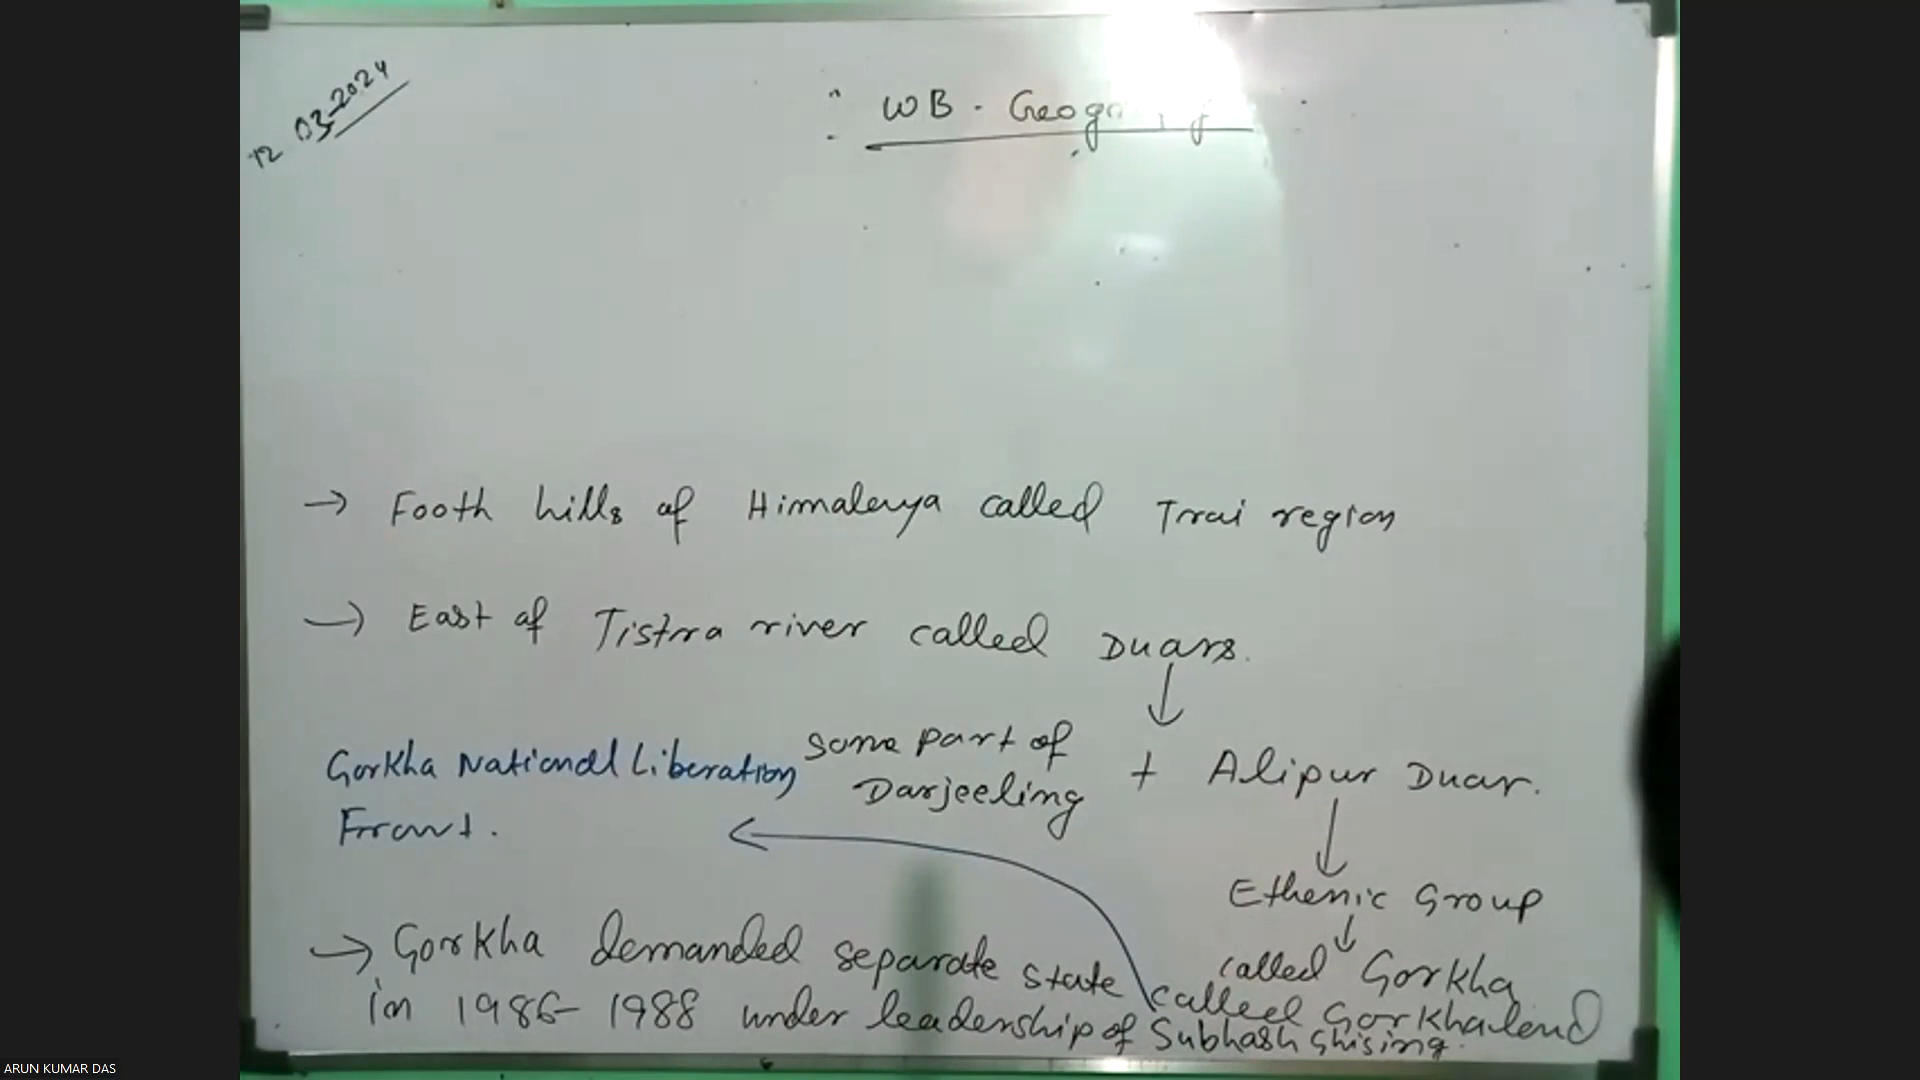 12 03-2024
WB - Geography
→ Footh hills of Himalaya called Trai region
→ East of Tistra river called Duars.
↓
some part of Darjeeling + Alipur Duar.
Gorkha National Liberation
Front.
↓
Ethenic Group
↓
called Gorkha
→ Gorkha demanded separate state called Gorkhaland
in 1986- 1988 under leadership of Subhash Ghising.
ARUN KUMAR DAS